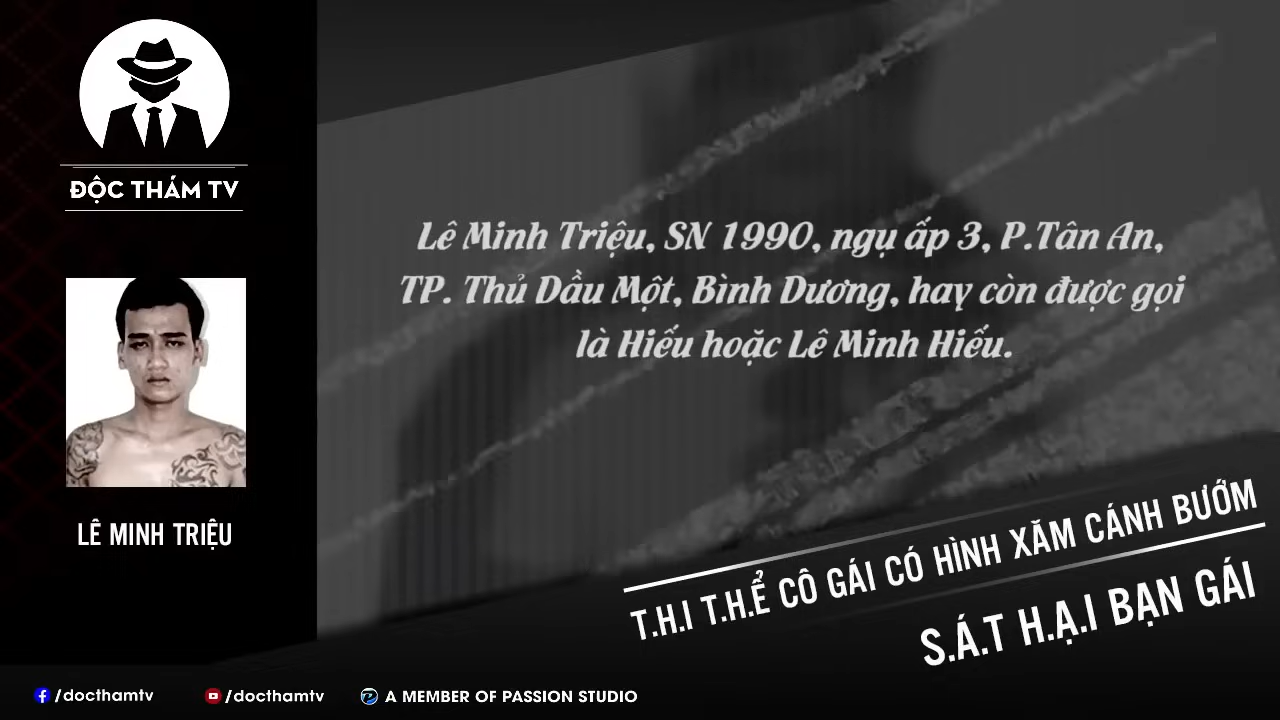 ĐỘC THÁM TV
LÊ MINH TRIỆU
Lê Minh Triệu, SN 1990, ngụ ấp 3, P.Tân An,
TP. Thủ Dầu Một, Bình Dương, hay còn được gọi
là Hiếu hoặc Lê Minh Hiếu.
T.H.I T.H.Ể CÔ GÁI CÓ HÌNH XĂM CÁNH BƯỚM
S.Á.T H.Ạ.I BẠN GÁI
/docthamtv
/docthamtv
A MEMBER OF PASSION STUDIO